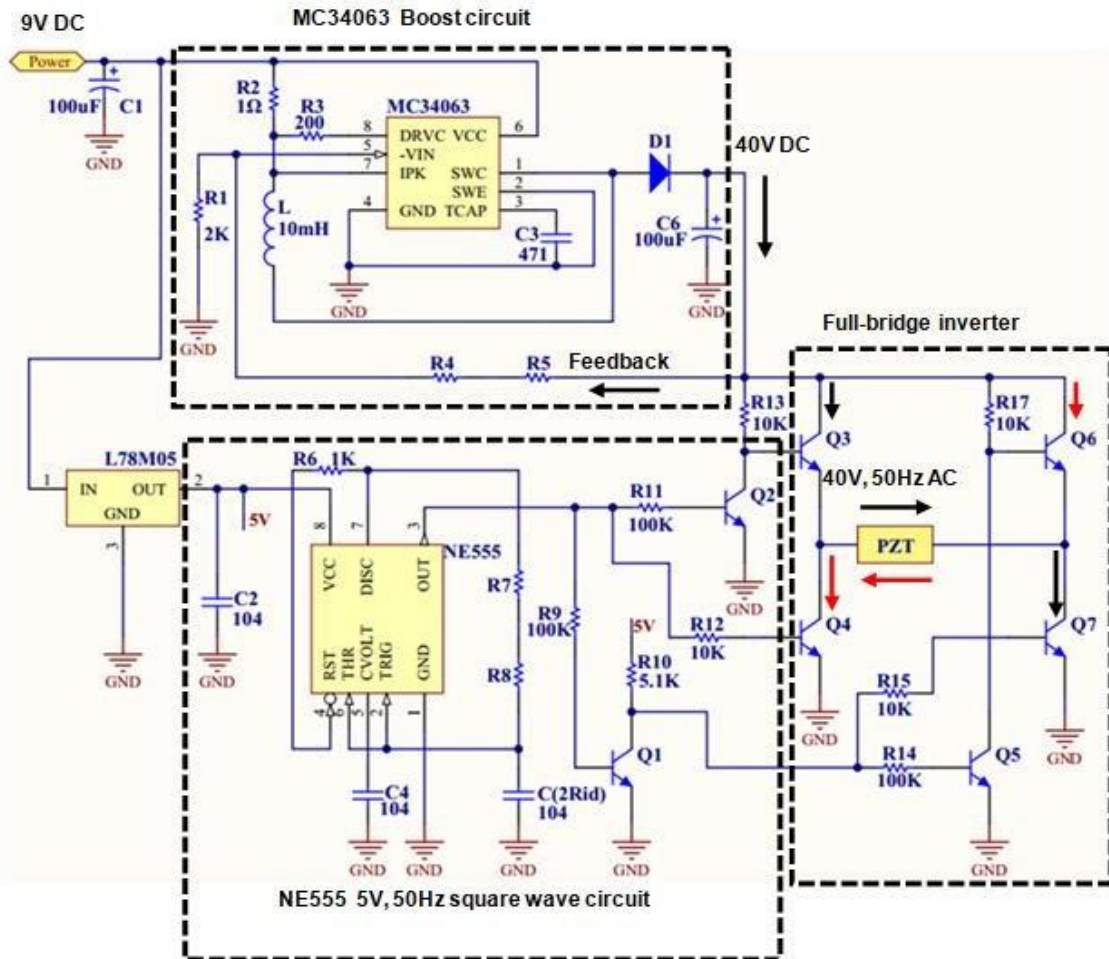 MC34063 Boost circuit
9V DC
Power
100uF
C1
GND
R2
1Ω
R3
200
MC34063
8
DRVC
VCC
6
5
-VIN
7
IPK
SWC
1
SWE
2
4
GND
TCAP
3
D1
40V DC
R1
2K
L
10mH
C3
471
C6
100uF
GND
GND
GND
Full-bridge inverter
R4
R5
Feedback
R13
10K
Q3
R17
10K
Q6
L78M05
1
IN
OUT
2
GND
3
5V
R6
1K
8
7
3
NE555
VCC
DISC
OUT
R11
100K
Q2
40V, 50Hz AC
PZT
GND
C2
104
R7
R9
100K
R8
5V
R12
10K
Q4
Q7
RST
THR
CVOLT
TRIG
GND
4
6
5
2
1
R10
5.1K
R15
10K
GND
GND
GND
GND
C4
104
C(2Rid)
104
Q1
R14
100K
Q5
GND
GND
GND
GND
GND
NE555 5V, 50Hz square wave circuit